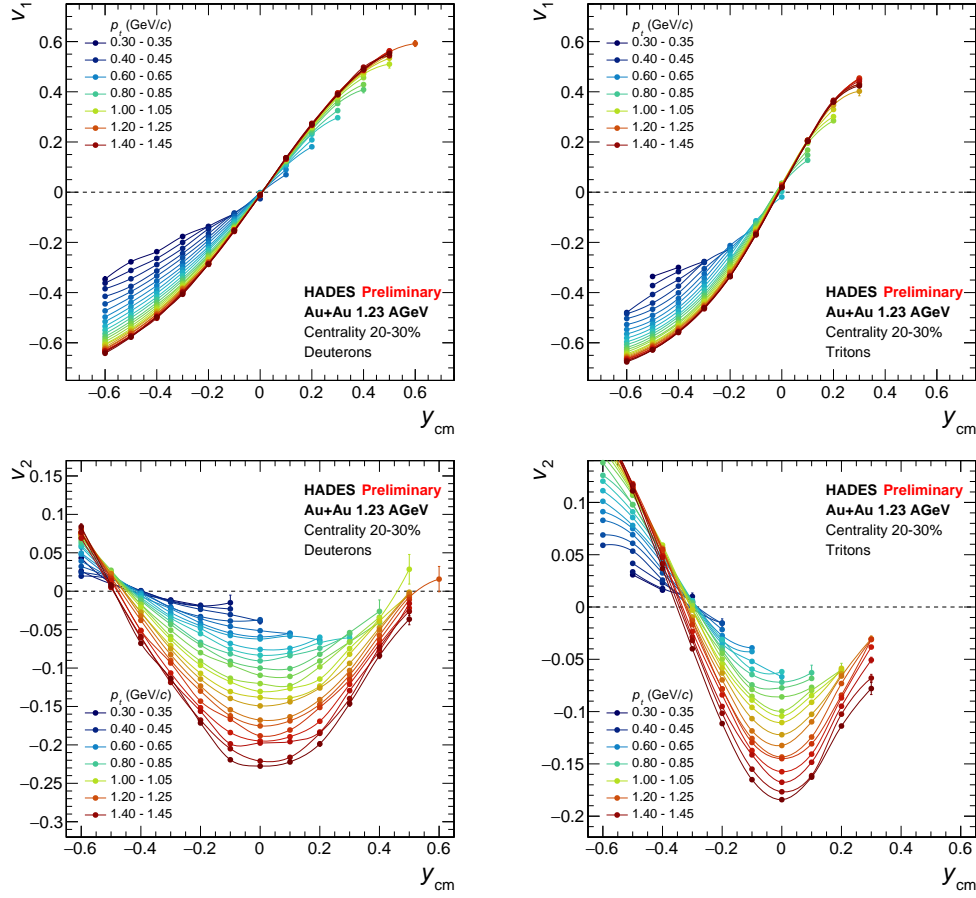 v1
pt (GeV/c)
0.30 - 0.35
0.40 - 0.45
0.60 - 0.65
0.80 - 0.85
1.00 - 1.05
1.20 - 1.25
1.40 - 1.45
0.6
0.4
0.2
0
−0.2
−0.4
−0.6
HADES Preliminary
Au+Au 1.23 AGeV
Centrality 20-30%
Deuterons
−0.6 −0.4 −0.2 0 0.2 0.4 0.6
ycm
v1
pt (GeV/c)
0.30 - 0.35
0.40 - 0.45
0.60 - 0.65
0.80 - 0.85
1.00 - 1.05
1.20 - 1.25
1.40 - 1.45
0.6
0.4
0.2
0
−0.2
−0.4
−0.6
HADES Preliminary
Au+Au 1.23 AGeV
Centrality 20-30%
Tritons
−0.6 −0.4 −0.2 0 0.2 0.4 0.6
ycm
v2
0.15
0.1
0.05
0
−0.05
−0.1
−0.15
−0.2
−0.25
−0.3
HADES Preliminary
Au+Au 1.23 AGeV
Centrality 20-30%
Deuterons
pt (GeV/c)
0.30 - 0.35
0.40 - 0.45
0.60 - 0.65
0.80 - 0.85
1.00 - 1.05
1.20 - 1.25
1.40 - 1.45
−0.6 −0.4 −0.2 0 0.2 0.4 0.6
ycm
v2
0.1
0.05
0
−0.05
−0.1
−0.15
−0.2
HADES Preliminary
Au+Au 1.23 AGeV
Centrality 20-30%
Tritons
pt (GeV/c)
0.30 - 0.35
0.40 - 0.45
0.60 - 0.65
0.80 - 0.85
1.00 - 1.05
1.20 - 1.25
1.40 - 1.45
−0.6 −0.4 −0.2 0 0.2 0.4 0.6
ycm